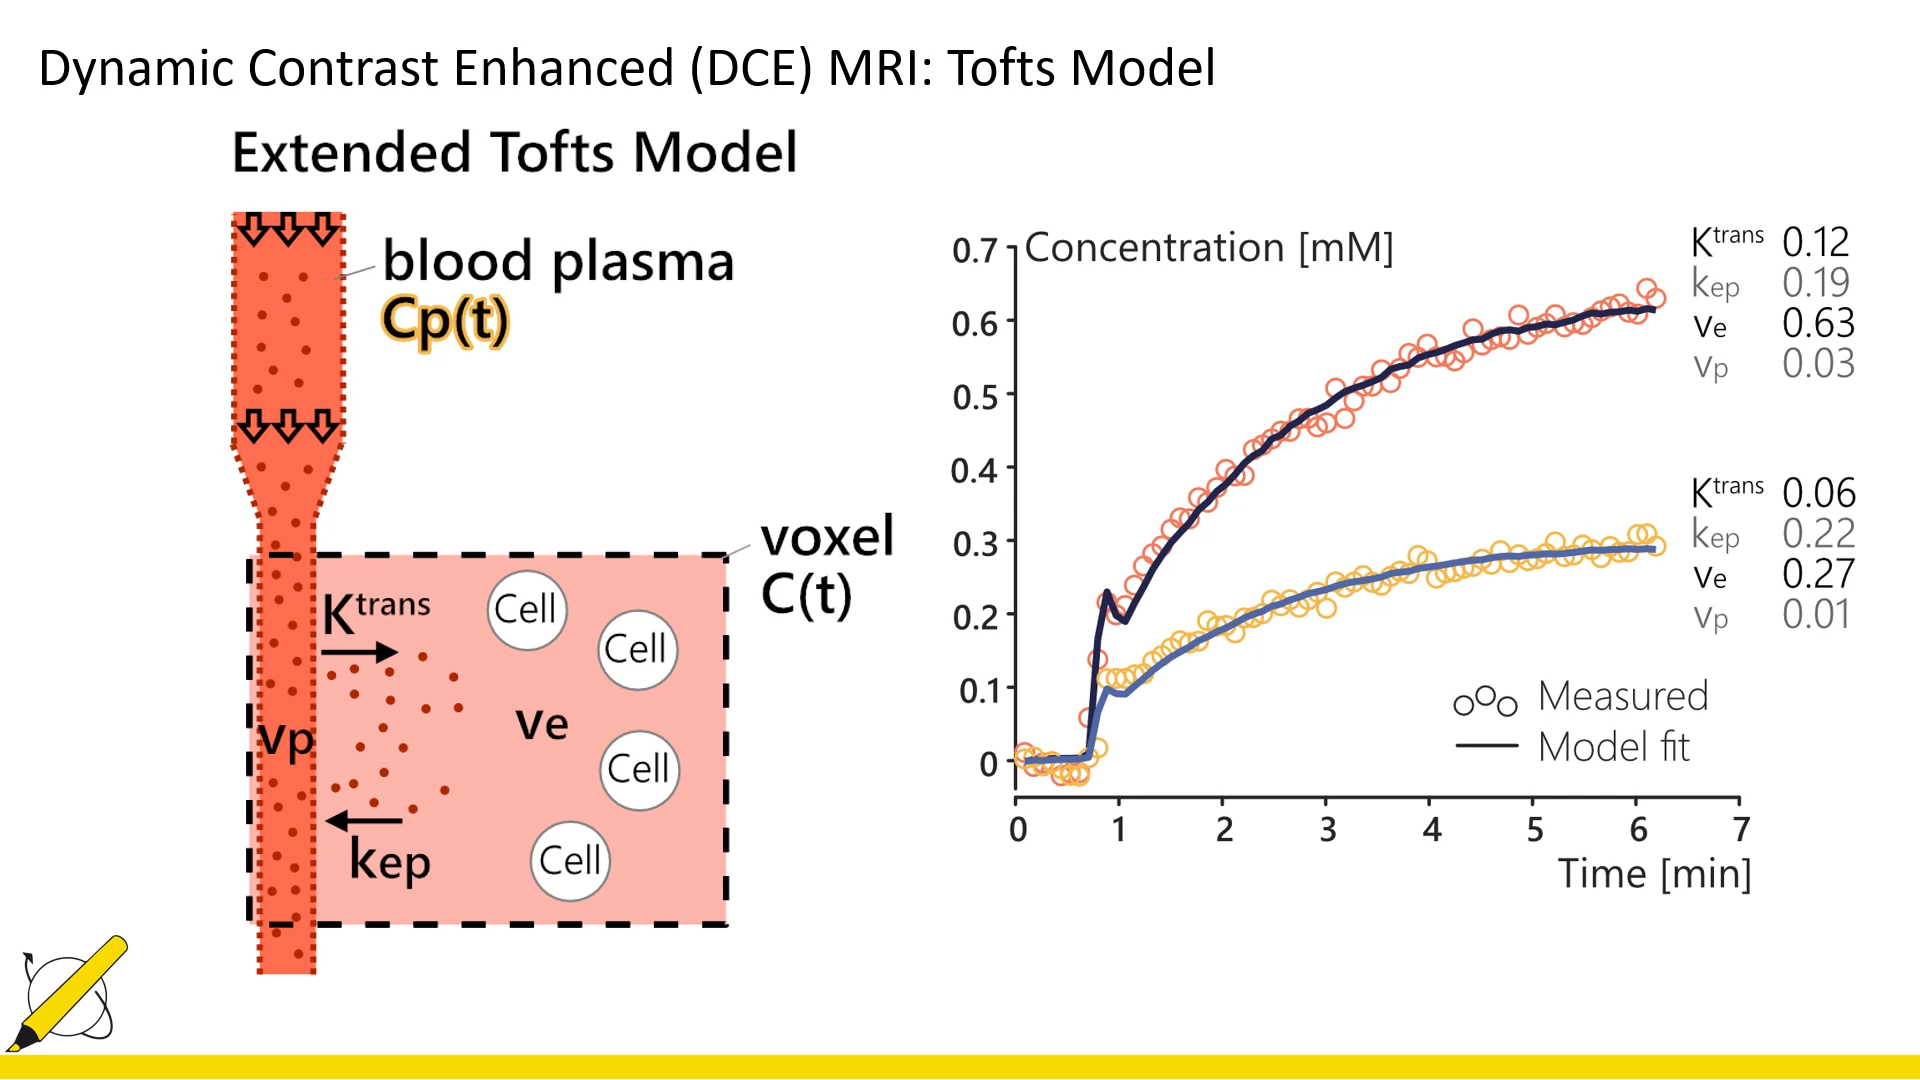 Dynamic Contrast Enhanced (DCE) MRI: Tofts Model
Extended Tofts Model
blood plasma
Cp(t)
voxel
C(t)
Ktrans
Cell
Cell
ve
vp
Cell
kep
Cell
Concentration [mM]
0.7
0.6
0.5
0.4
0.3
0.2
0.1
0
0 1 2 3 4 5 6 7
Time [min]
Measured
Model fit
Ktrans 0.12
kep 0.19
ve 0.63
vp 0.03
Ktrans 0.06
kep 0.22
ve 0.27
vp 0.01